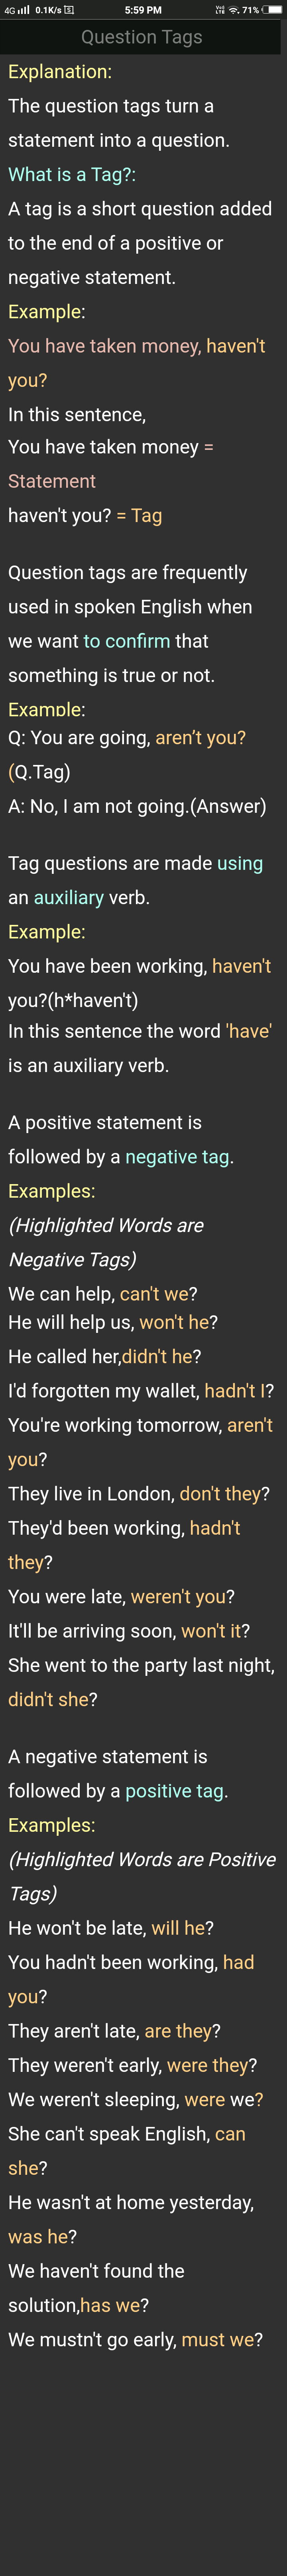 4G 0.1K/s 5:59 PM Vo) LTE 71%
Question Tags
Explanation:
The question tags turn a
statement into a question.
What is a Tag?:
A tag is a short question added
to the end of a positive or
negative statement.
Example:
You have taken money, haven't
you?
In this sentence,
You have taken money =
Statement
haven't you? = Tag
Question tags are frequently
used in spoken English when
we want to confirm that
something is true or not.
Example:
Q: You are going, aren’t you?
(Q.Tag)
A: No, I am not going.(Answer)
Tag questions are made using
an auxiliary verb.
Example:
You have been working, haven't
you?(h*haven't)
In this sentence the word 'have'
is an auxiliary verb.
A positive statement is
followed by a negative tag.
Examples:
(Highlighted Words are
Negative Tags)
We can help, can't we?
He will help us, won't he?
He called her,didn't he?
I'd forgotten my wallet, hadn't I?
You're working tomorrow, aren't
you?
They live in London, don't they?
They'd been working, hadn't
they?
You were late, weren't you?
It'll be arriving soon, won't it?
She went to the party last night,
didn't she?
A negative statement is
followed by a positive tag.
Examples:
(Highlighted Words are Positive
Tags)
He won't be late, will he?
You hadn't been working, had
you?
They aren't late, are they?
They weren't early, were they?
We weren't sleeping, were we?
She can't speak English, can
she?
He wasn't at home yesterday,
was he?
We haven't found the
solution,has we?
We mustn't go early, must we?